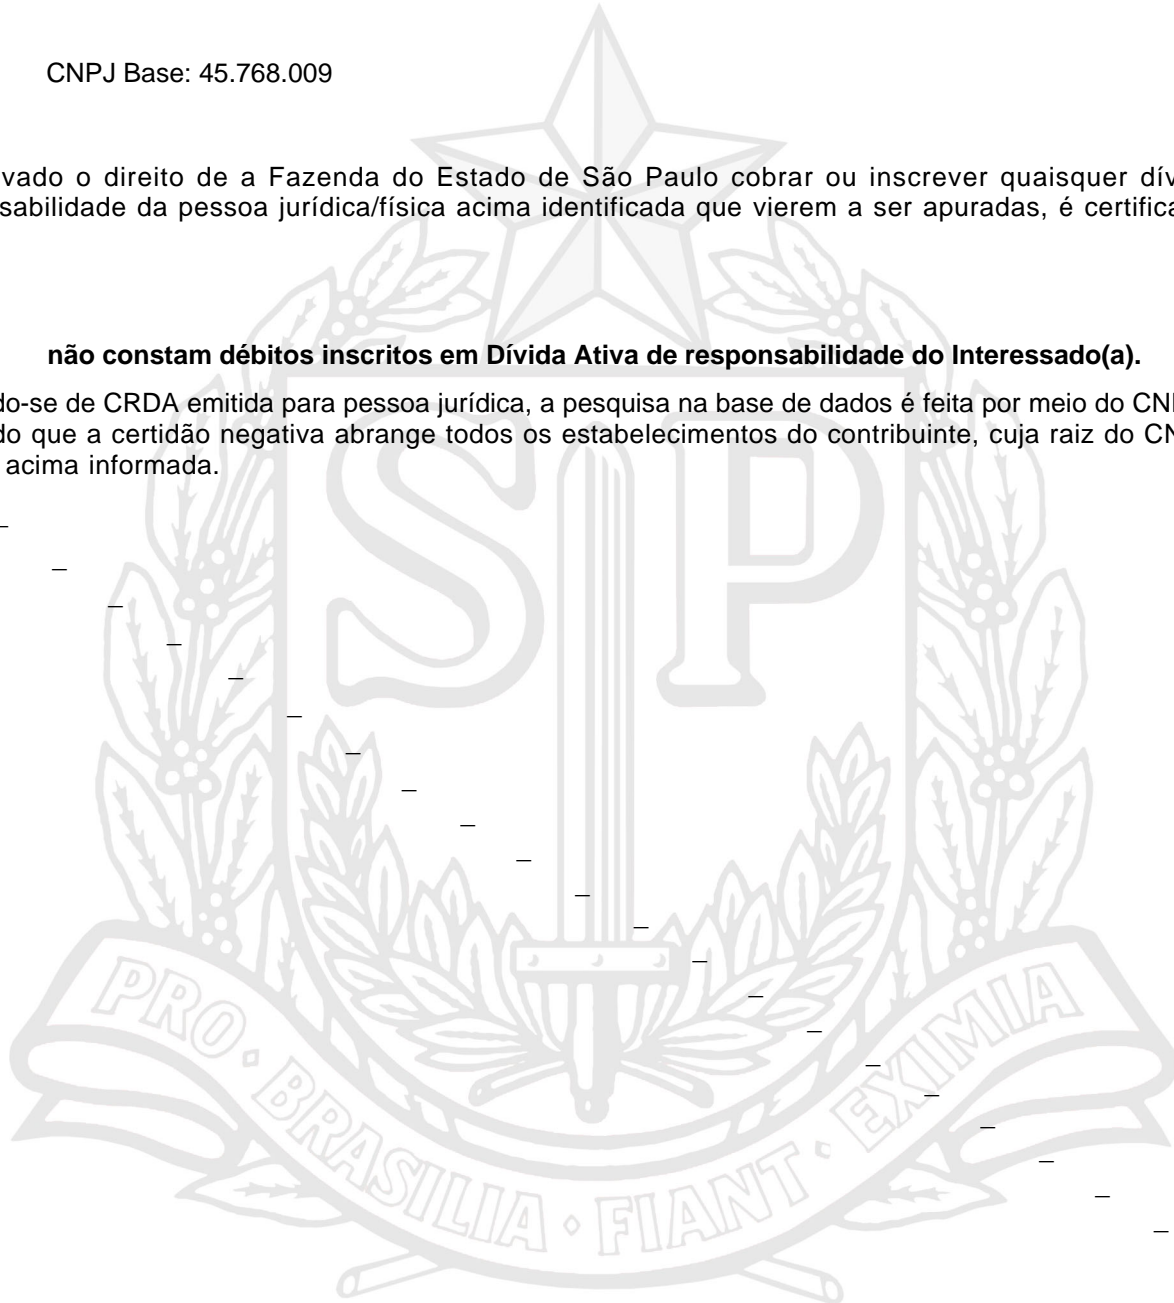 CNPJ Base: 45.768.009
vado o direito de a Fazenda do Estado de São Paulo cobrar ou inscrever quaisquer dív
sabilidade da pessoa jurídica/física acima identificada que vierem a ser apuradas, é certifica
não constam débitos inscritos em Dívida Ativa de responsabilidade do Interessado(a).
do-se de CRDA emitida para pessoa jurídica, a pesquisa na base de dados é feita por meio do CN
do que a certidão negativa abrange todos os estabelecimentos do contribuinte, cuja raiz do CN
acima informada.
SP
PRO • BRASILIA • FIANT • EXIMIA